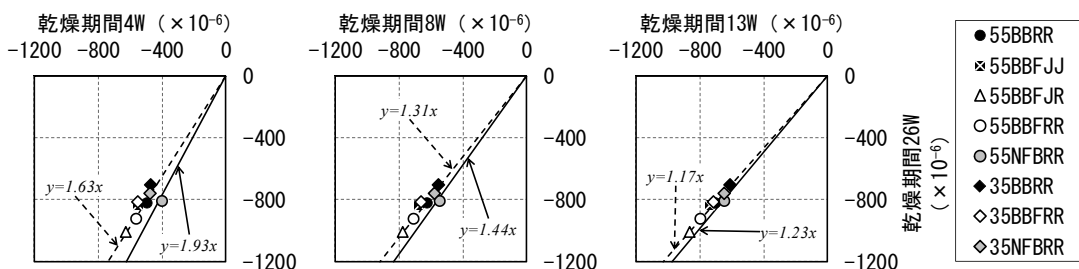 乾燥期間4W (×10⁻⁶)
−1200 −800 −400 0
0
−400
−800
−1200
y=1.63x
y=1.93x
乾燥期間8W (×10⁻⁶)
−1200 −800 −400 0
0
−400
−800
−1200
y=1.31x
y=1.44x
乾燥期間13W (×10⁻⁶)
−1200 −800 −400 0
0
−400
−800
−1200
y=1.17x
y=1.23x
乾燥期間26W
(×10⁻⁶)
55BBRR
55BBFJJ
55BBFJR
55BBFRR
55NFBRR
35BBRR
35BBFRR
35NFBRR